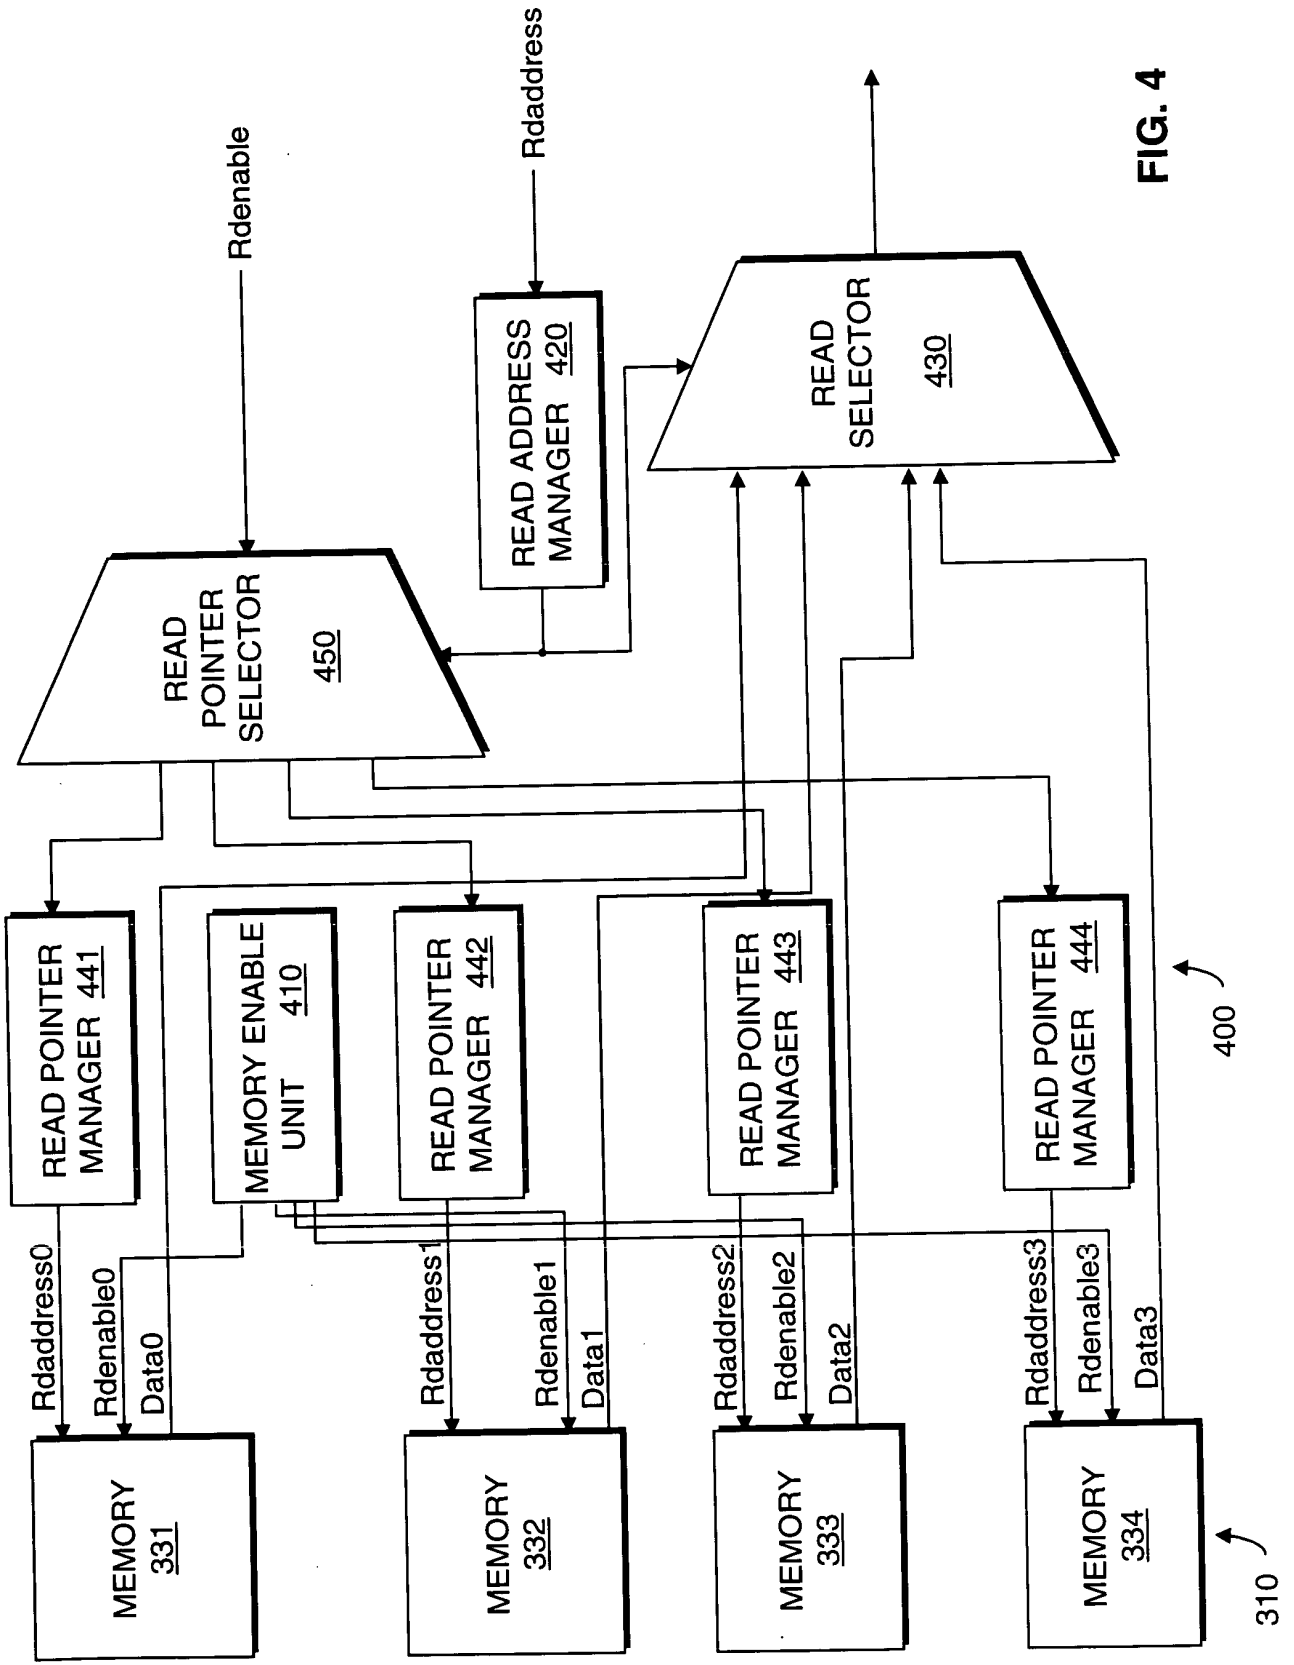 MEMORY
331
MEMORY
332
MEMORY
333
MEMORY
334
310
Rdaddress0
Rdenable0
Data0
Rdaddress1
Rdenable1
Data1
Rdaddress2
Rdenable2
Data2
Rdaddress3
Rdenable3
Data3
READ POINTER
MANAGER 441
MEMORY ENABLE
UNIT 410
READ POINTER
MANAGER 442
READ POINTER
MANAGER 443
READ POINTER
MANAGER 444
400
READ
POINTER
SELECTOR
450
READ ADDRESS
MANAGER 420
READ
SELECTOR
430
Rdenable
Rdaddress
FIG. 4